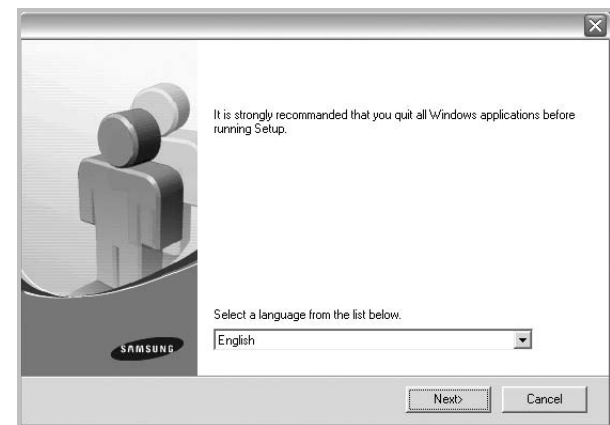 It is strongly recommanded that you quit all Windows applications before
running Setup.
Select a language from the list below.
English
SAMSUNG
Next>
Cancel